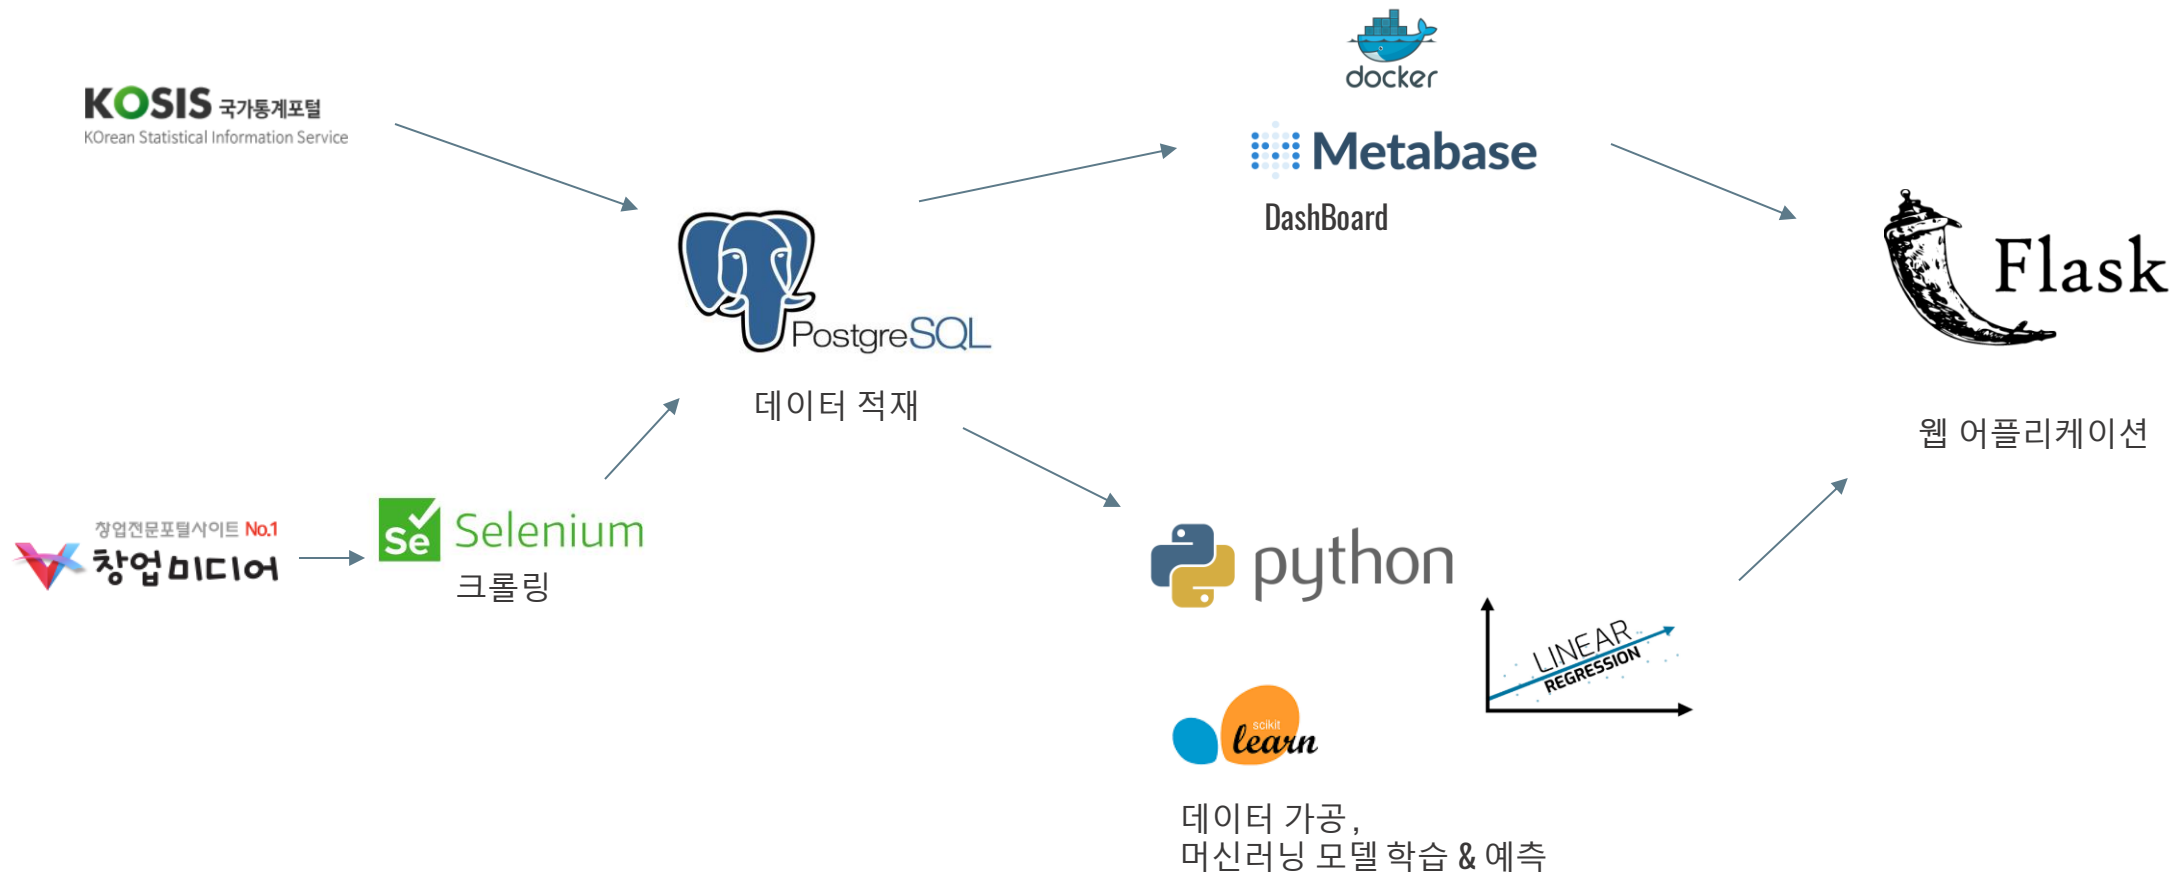 KOSIS 국가통계포털
KOrean Statistical Information Service
창업전문포털사이트 No.1
창업미디어
Se Selenium
크롤링
PostgreSQL
데이터 적재
docker
Metabase
DashBoard
python
LINEAR
REGRESSION
scikit
learn
데이터 가공,
머신러닝 모델 학습 & 예측
Flask
웹 어플리케이션